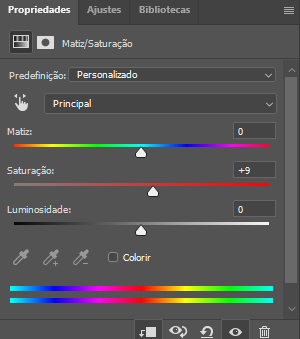 Propriedades Ajustes Bibliotecas
Matiz/Saturação
Predefinição: Personalizado
Principal
Matiz: 0
Saturação: +9
Luminosidade: 0
Colorir